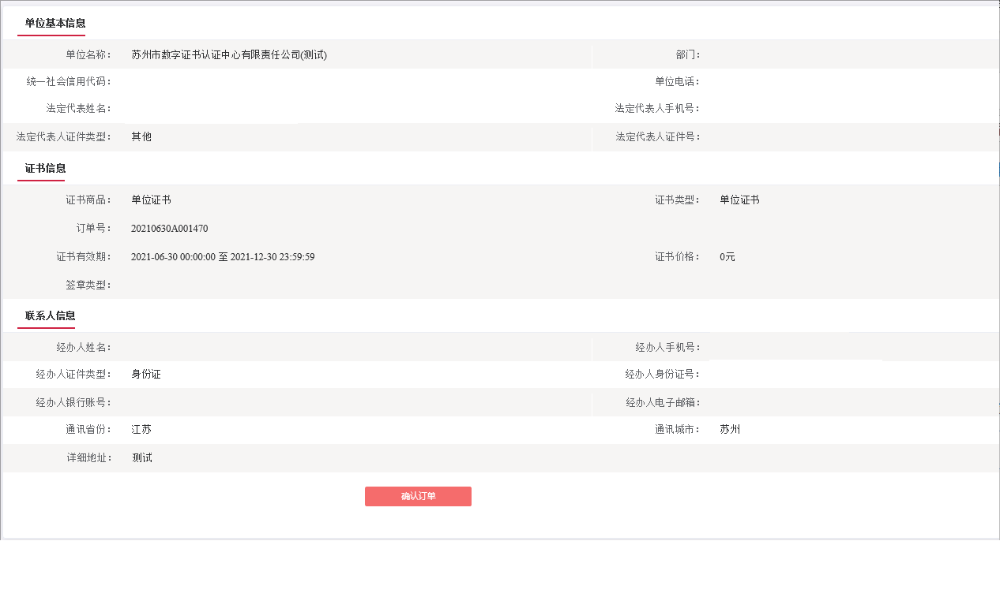 单位基本信息
单位名称： 苏州市数字证书认证中心有限责任公司(测试) 部门：
统一社会信用代码： 单位电话：
法定代表姓名： 法定代表人手机号：
法定代表人证件类型： 其他 法定代表人证件号：
证书信息
证书商品： 单位证书 证书类型： 单位证书
订单号： 20210630A001470
证书有效期： 2021-06-30 00:00:00 至 2021-12-30 23:59:59 证书价格： 0元
签章类型：
联系人信息
经办人姓名： 经办人手机号：
经办人证件类型： 身份证 经办人身份证号：
经办人银行账号： 经办人电子邮箱：
通讯省份： 江苏 通讯城市： 苏州
详细地址： 测试
确认订单